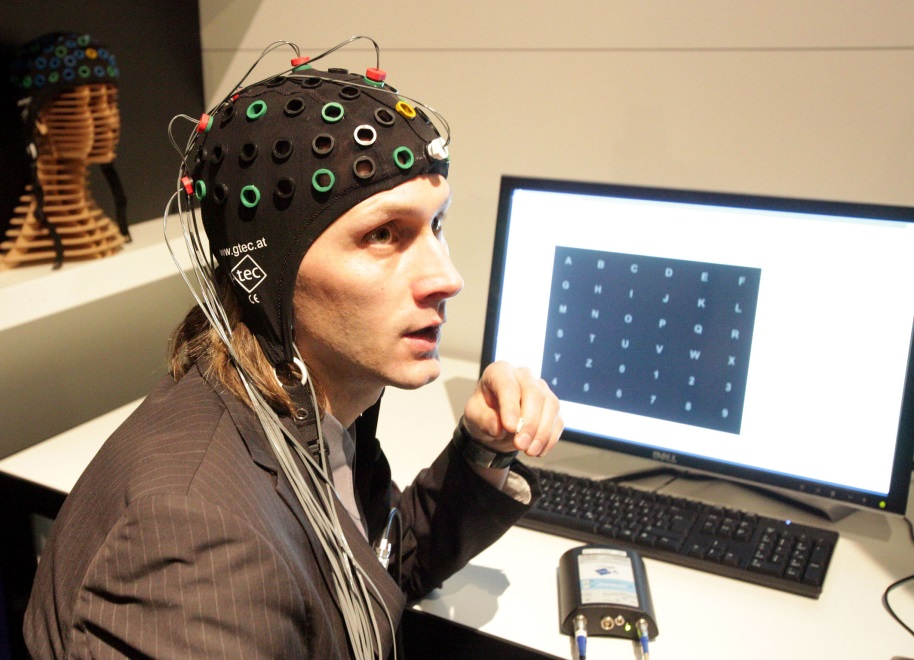 www.gtec.at
tec
CE
A B C D E F
G H I J K L
M N O P Q R
S T U V W X
Y Z 0 1 2 3
4 5 6 7 8 9
DELL